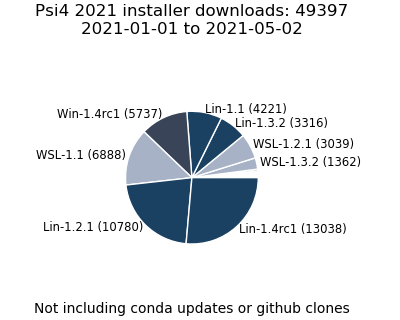 Psi4 2021 installer downloads: 49397
2021-01-01 to 2021-05-02
Lin-1.1 (4221)
Win-1.4rc1 (5737)
Lin-1.3.2 (3316)
WSL-1.2.1 (3039)
WSL-1.1 (6888)
WSL-1.3.2 (1362)
Lin-1.2.1 (10780)
Lin-1.4rc1 (13038)
Not including conda updates or github clones